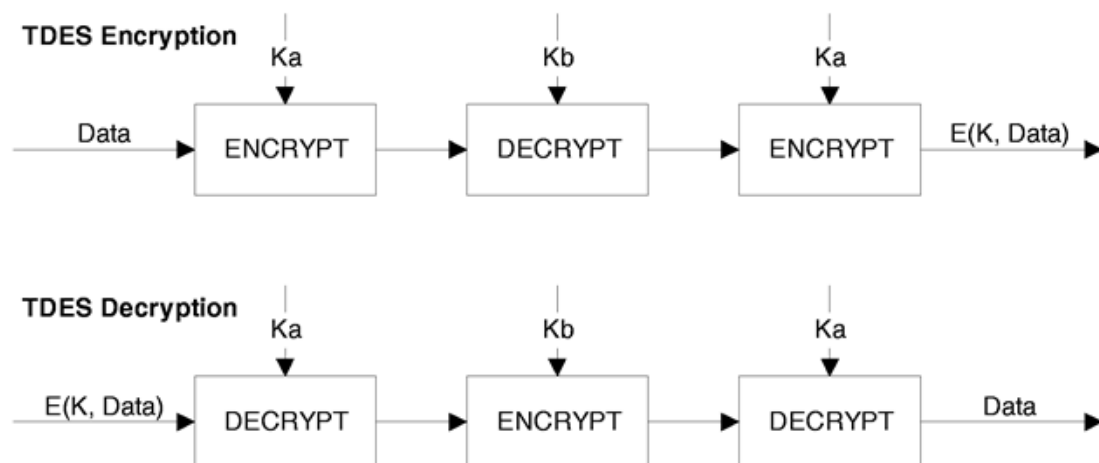 TDES Encryption
Ka
Kb
Ka
Data
ENCRYPT
DECRYPT
ENCRYPT
E(K, Data)
TDES Decryption
Ka
Kb
Ka
E(K, Data)
DECRYPT
ENCRYPT
DECRYPT
Data